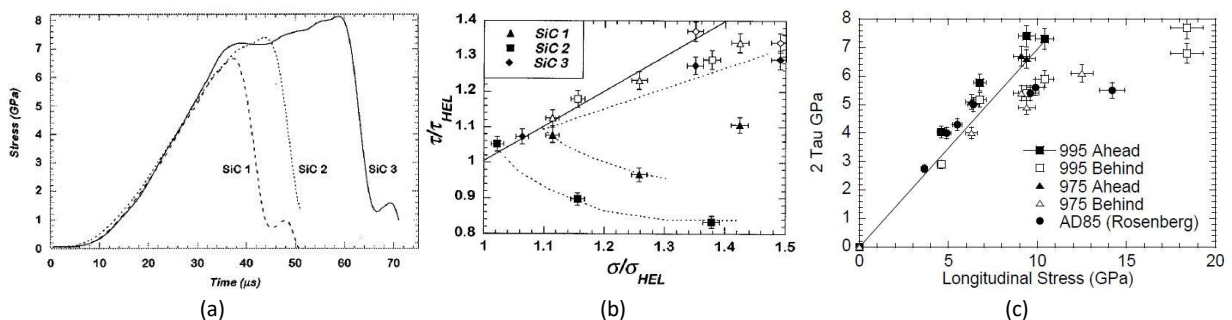 8
7
6
5
4
3
2
1
0
Stress (GPa)
SiC 1
SiC 2
SiC 3
0 10 20 30 40 50 60 70
Time (μs)
(a)
1.4
1.3
1.2
1.1
1
0.9
0.8
τ/τHEL
SiC 1
SiC 2
SiC 3
1 1.1 1.2 1.3 1.4 1.5
σ/σHEL
(b)
8
7
6
5
4
3
2
1
0
2 Tau GPa
995 Ahead
995 Behind
975 Ahead
975 Behind
AD85 (Rosenberg)
0 5 10 15 20
Longitudinal Stress (GPa)
(c)